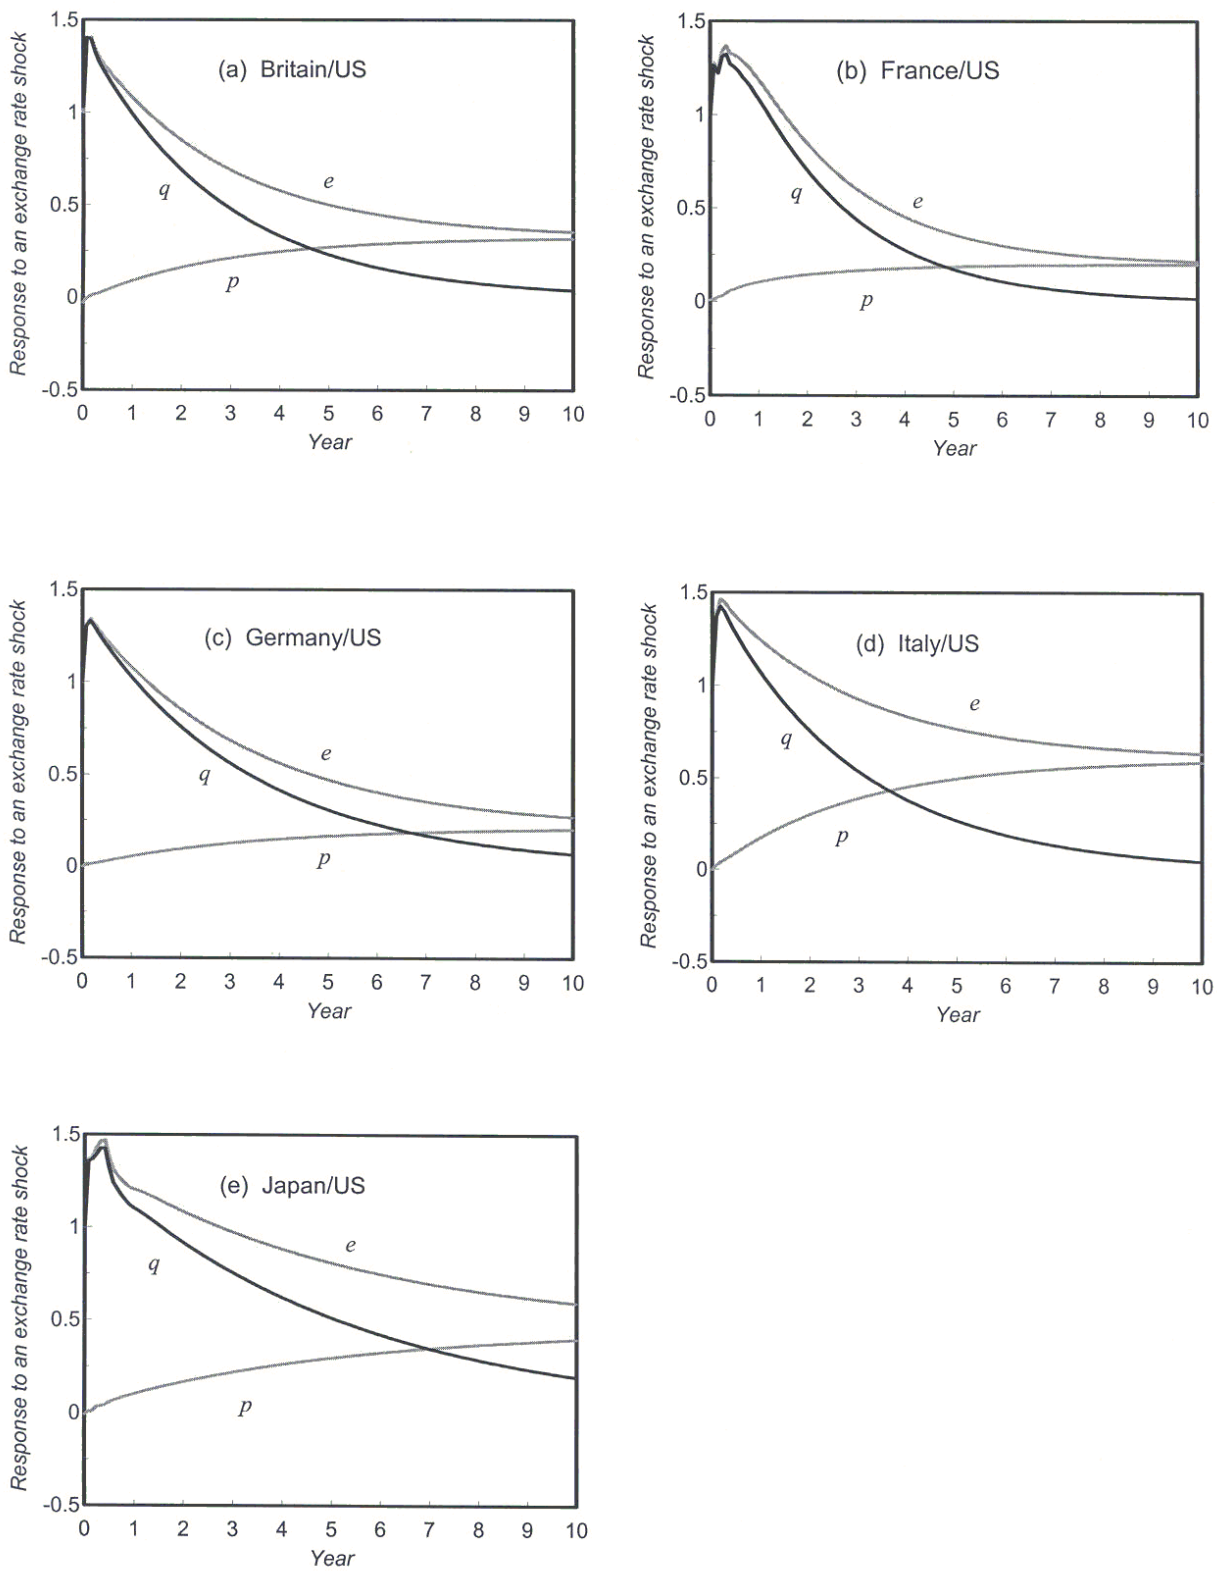 Response to an exchange rate shock
1.5
1
0.5
0
-0.5
(a) Britain/US
q
e
p
0 1 2 3 4 5 6 7 8 9 10
Year
Response to an exchange rate shock
1.5
1
0.5
0
-0.5
(b) France/US
q
e
p
0 1 2 3 4 5 6 7 8 9 10
Year
Response to an exchange rate shock
1.5
1
0.5
0
-0.5
(c) Germany/US
e
q
p
0 1 2 3 4 5 6 7 8 9 10
Year
Response to an exchange rate shock
1.5
1
0.5
0
-0.5
(d) Italy/US
e
q
p
0 1 2 3 4 5 6 7 8 9 10
Year
Response to an exchange rate shock
1.5
1
0.5
0
-0.5
(e) Japan/US
e
q
p
0 1 2 3 4 5 6 7 8 9 10
Year